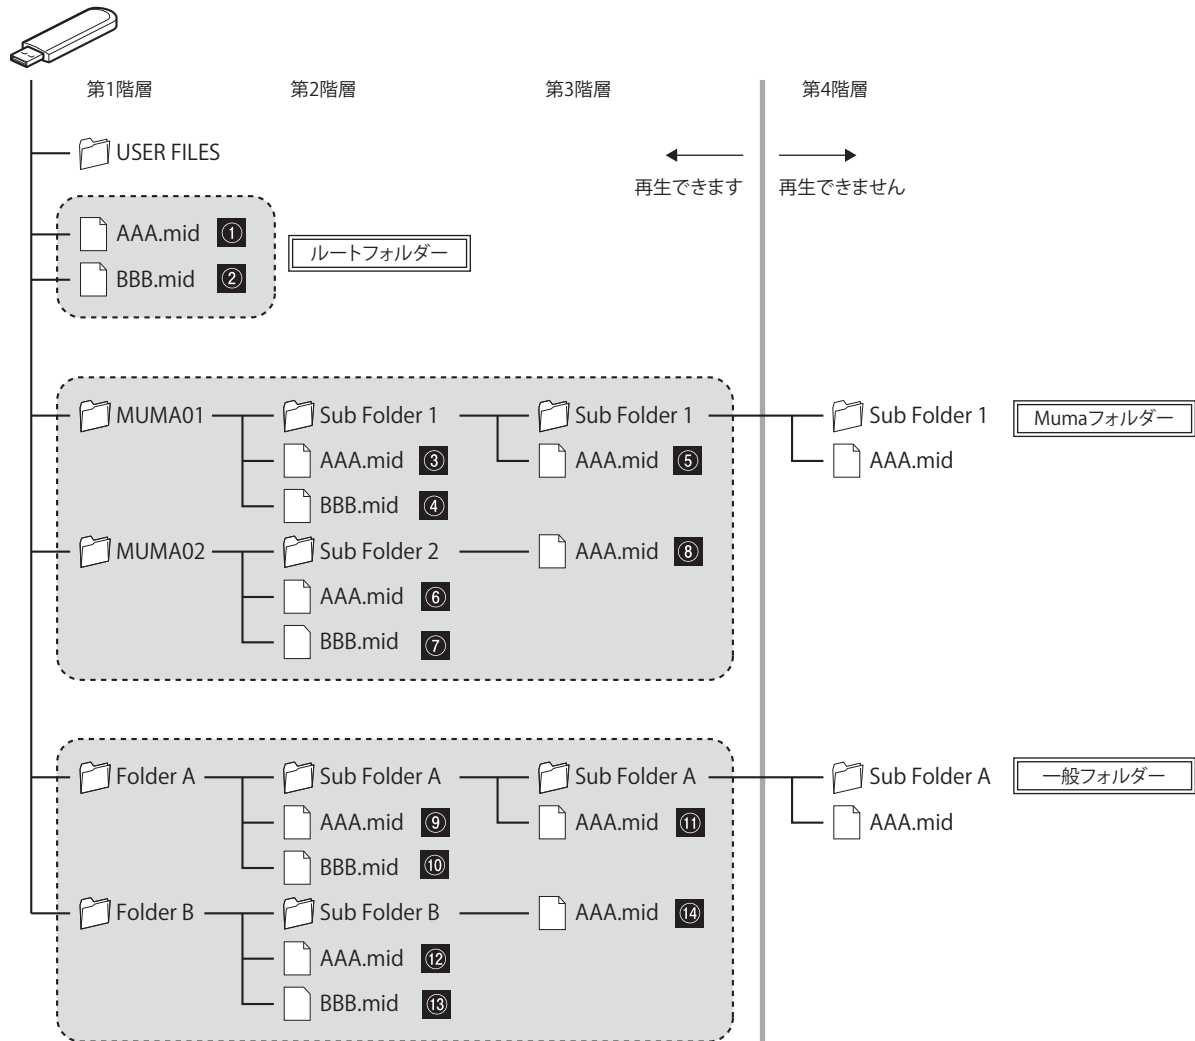 第1階層 第2階層 第3階層 第4階層
USER FILES
再生できます 再生できません
AAA.mid ①
ルートフォルダー
BBB.mid ②
MUMA01 Sub Folder 1 Sub Folder 1 Sub Folder 1 Mumaフォルダー
AAA.mid ③ AAA.mid ⑤ AAA.mid
BBB.mid ④
MUMA02 Sub Folder 2 AAA.mid ⑧
AAA.mid ⑥
BBB.mid ⑦
Folder A Sub Folder A Sub Folder A Sub Folder A 一般フォルダー
AAA.mid ⑨ AAA.mid ⑪ AAA.mid
BBB.mid ⑩
Folder B Sub Folder B AAA.mid ⑭
AAA.mid ⑫
BBB.mid ⑬